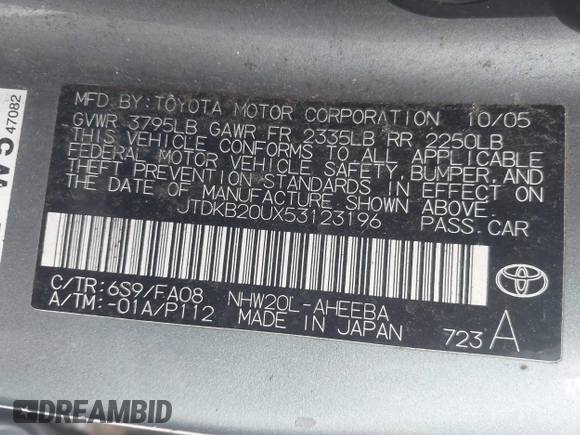 MFD. BY: TOYOTA MOTOR CORPORATION 10/05
GVWR 3795LB GAWR FR 2335LB RR 2250LB
THIS VEHICLE CONFORMS TO ALL APPLICABLE
FEDERAL MOTOR VEHICLE SAFETY, BUMPER, AND
THEFT PREVENTION STANDARDS IN EFFECT ON
THE DATE OF MANUFACTURE SHOWN ABOVE.
JTDKB20UX53123196 PASS.CAR
C/TR: 6S9/FA08 NHW20L-AHEEBA
A/TM: -01A/P112 MADE IN JAPAN
723 A
TOYOTA
W5
47082
DREAMBID